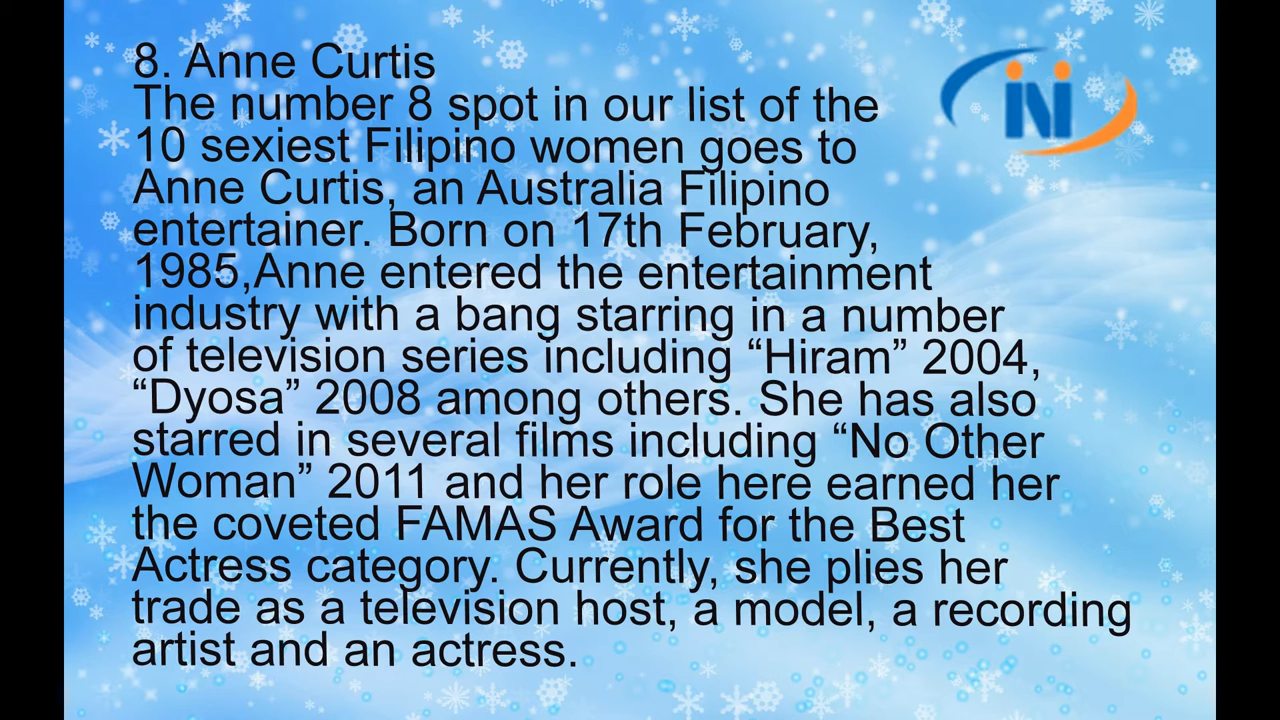 8. Anne Curtis
The number 8 spot in our list of the
10 sexiest Filipino women goes to
Anne Curtis, an Australia Filipino
entertainer. Born on 17th February,
1985,Anne entered the entertainment
industry with a bang starring in a number
of television series including “Hiram” 2004,
“Dyosa” 2008 among others. She has also
starred in several films including “No Other
Woman” 2011 and her role here earned her
the coveted FAMAS Award for the Best
Actress category. Currently, she plies her
trade as a television host, a model, a recording
artist and an actress.
iNi